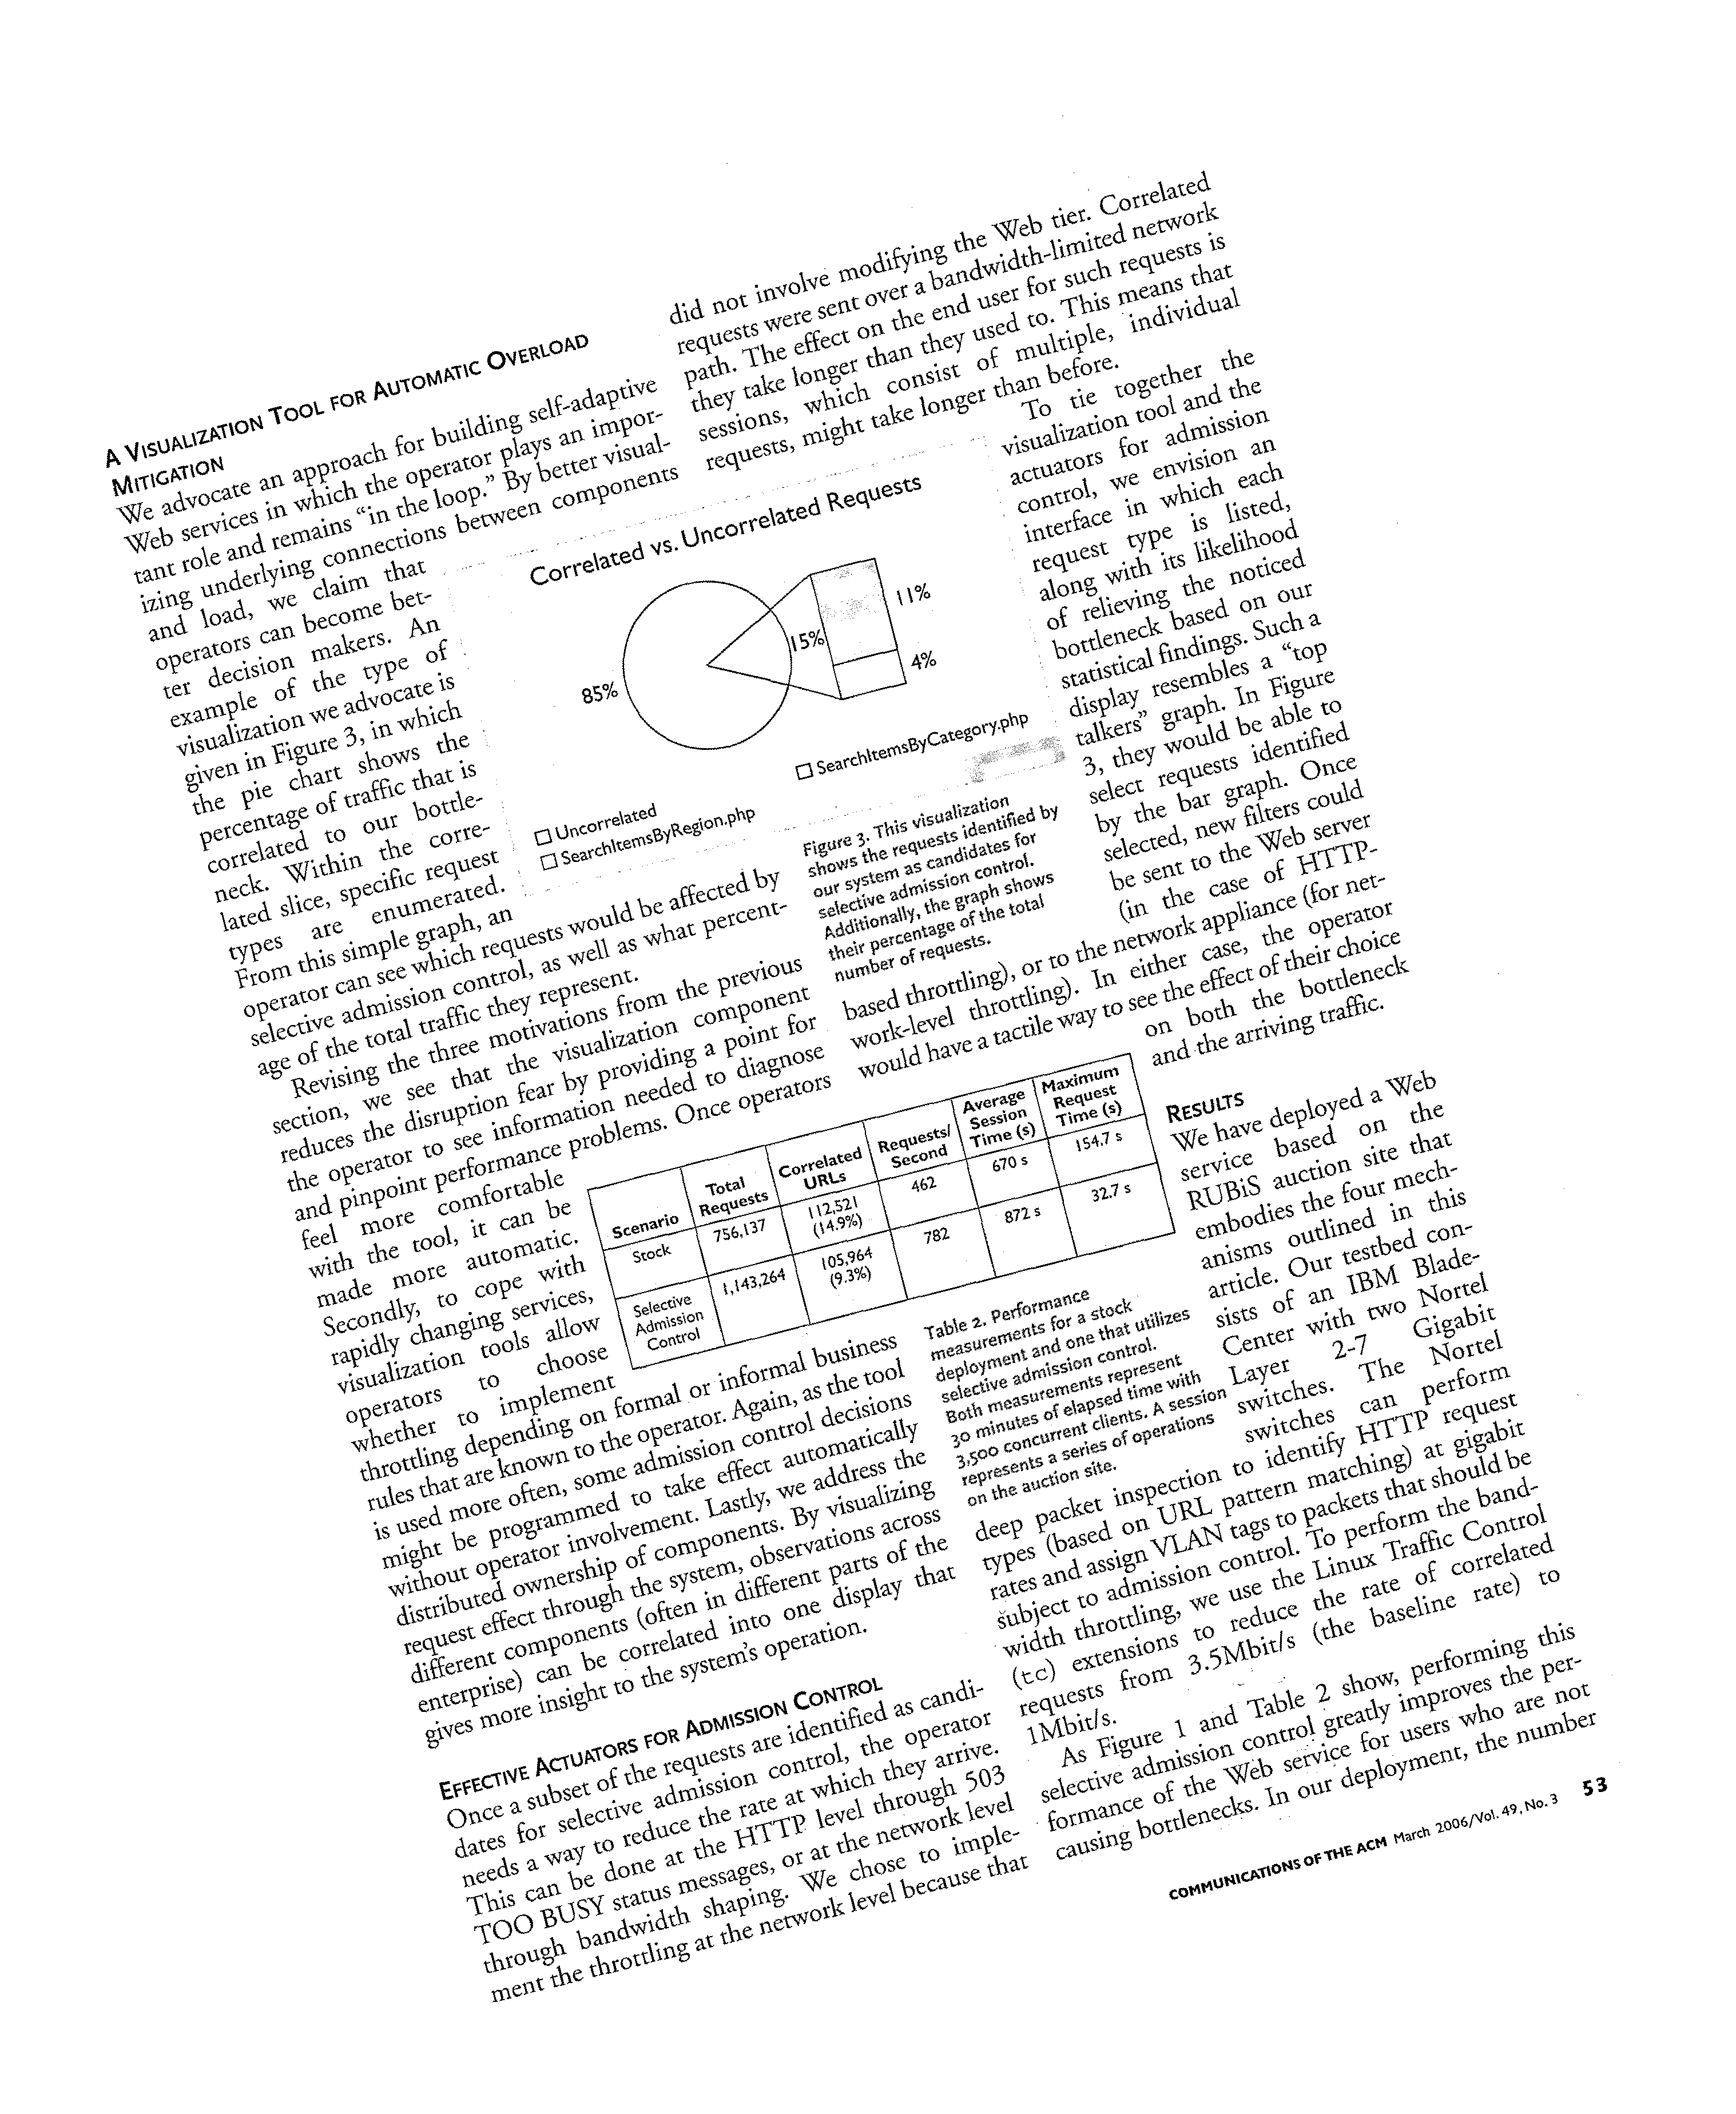 A VISUALIZATION TOOL FOR AUTOMATIC OVERLOAD
MITIGATION
We advocate an approach for building self-adaptive
Web services in which the operator plays an impor-
tant role and remains “in the loop.” By better visual-
izing underlying connections between components
and load, we claim that
operators can become bet-
ter decision makers. An
example of the type of
visualization we advocate is
given in Figure 3, in which
the pie chart shows the
percentage of traffic that is
correlated to our bottle-
neck. Within the corre-
lated slice, specific request
types are enumerated.
From this simple graph, an
operator can see which requests would be affected by
selective admission control, as well as what percent-
age of the total traffic they represent.
Revising the three motivations from the previous
section, we see that the visualization component
reduces the disruption fear by providing a point for
the operator to see information needed to diagnose
and pinpoint performance problems. Once operators
feel more comfortable
with the tool, it can be
made more automatic.
Secondly, to cope with
rapidly changing services,
visualization tools allow
operators to choose
whether to implement
throttling depending on formal or informal business
rules that are known to the operator. Again, as the tool
is used more often, some admission control decisions
might be programmed to take effect automatically
without operator involvement. Lastly, we address the
distributed ownership of components. By visualizing
request effect through the system, observations across
different components (often in different parts of the
enterprise) can be correlated into one display that
gives more insight to the system’s operation.
EFFECTIVE ACTUATORS FOR ADMISSION CONTROL
Once a subset of the requests are identified as candi-
dates for selective admission control, the operator
needs a way to reduce the rate at which they arrive.
This can be done at the HTTP level through 503
TOO BUSY status messages, or at the network level
through bandwidth shaping. We chose to imple-
ment the throttling at the network level because that
did not involve modifying the Web tier. Correlated
requests were sent over a bandwidth-limited network
path. The effect on the end user for such requests is
they take longer than they used to. This means that
sessions, which consist of multiple, individual
requests, might take longer than before.
To tie together the
visualization tool and the
actuators for admission
control, we envision an
interface in which each
request type is listed,
along with its likelihood
of relieving the noticed
bottleneck based on our
statistical findings. Such a
display resembles a “top
talkers” graph. In Figure
3, they would be able to
select requests identified
by the bar graph. Once
selected, new filters could
be sent to the Web server
(in the case of HTTP-
based throttling), or to the network appliance (for net-
work-level throttling). In either case, the operator
would have a tactile way to see the effect of their choice
on both the bottleneck
and the arriving traffic.
Correlated vs. Uncorrelated Requests
85%
15%
11%
4%
Uncorrelated
SearchItemsByRegion.php
SearchItemsByCategory.php
Figure 3. This visualization
shows the requests identified by
our system as candidates for
selective admission control.
Additionally, the graph shows
their percentage of the total
number of requests.
Scenario Total Requests Correlated URLs Requests/Second Average Session Time (s) Maximum Request Time (s)
Stock 756,137 112,521 (14.9%) 462 670 s 154.7 s
Selective Admission Control 1,143,264 105,964 (9.3%) 782 872 s 32.7 s
Table 2. Performance
measurements for a stock
deployment and one that utilizes
selective admission control.
Both measurements represent
30 minutes of elapsed time with
3,500 concurrent clients. A session
represents a series of operations
on the auction site.
RESULTS
We have deployed a Web
service based on the
RUBiS auction site that
embodies the four mech-
anisms outlined in this
article. Our testbed con-
sists of an IBM Blade-
Center with two Nortel
Layer 2-7 Gigabit
switches. The Nortel
switches can perform
deep packet inspection to identify HTTP request
types (based on URL pattern matching) at gigabit
rates and assign VLAN tags to packets that should be
subject to admission control. To perform the band-
width throttling, we use the Linux Traffic Control
(tc) extensions to reduce the rate of correlated
requests from 3.5Mbit/s (the baseline rate) to
1Mbit/s.
As Figure 1 and Table 2 show, performing this
selective admission control greatly improves the per-
formance of the Web service for users who are not
causing bottlenecks. In our deployment, the number
COMMUNICATIONS OF THE ACM March 2006/Vol. 49, No. 3 53